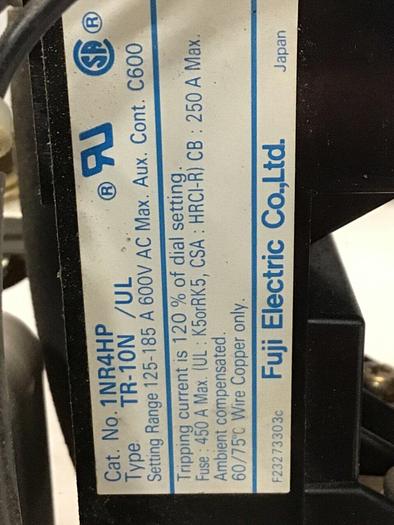 Cat. No. 1NR4HP
Type TR-10N /UL
Setting Range 125-185 A 600V AC Max. Aux. Cont. C600
Tripping current is 120 % of dial setting.
Fuse : 450 A Max. (UL : K5orRK5, CSA : HRCI-R) CB : 250 A Max.
Ambient compensated.
60/75°C Wire Copper only.
Fuji Electric Co.,Ltd. Japan
F23273303c
® UR SA ®